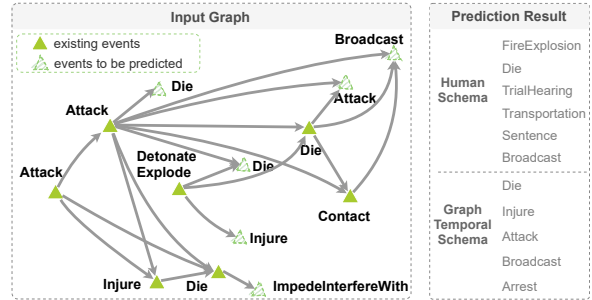 Input Graph
existing events
events to be predicted
Broadcast
Die
Attack
Attack
Die
Detonate
Explode
Die
Attack
Contact
Injure
Injure
Die
ImpedeInterfereWith
Prediction Result
Human
Schema
FireExplosion
Die
TrialHearing
Transportation
Sentence
Broadcast
Graph
Temporal
Schema
Die
Injure
Attack
Broadcast
Arrest